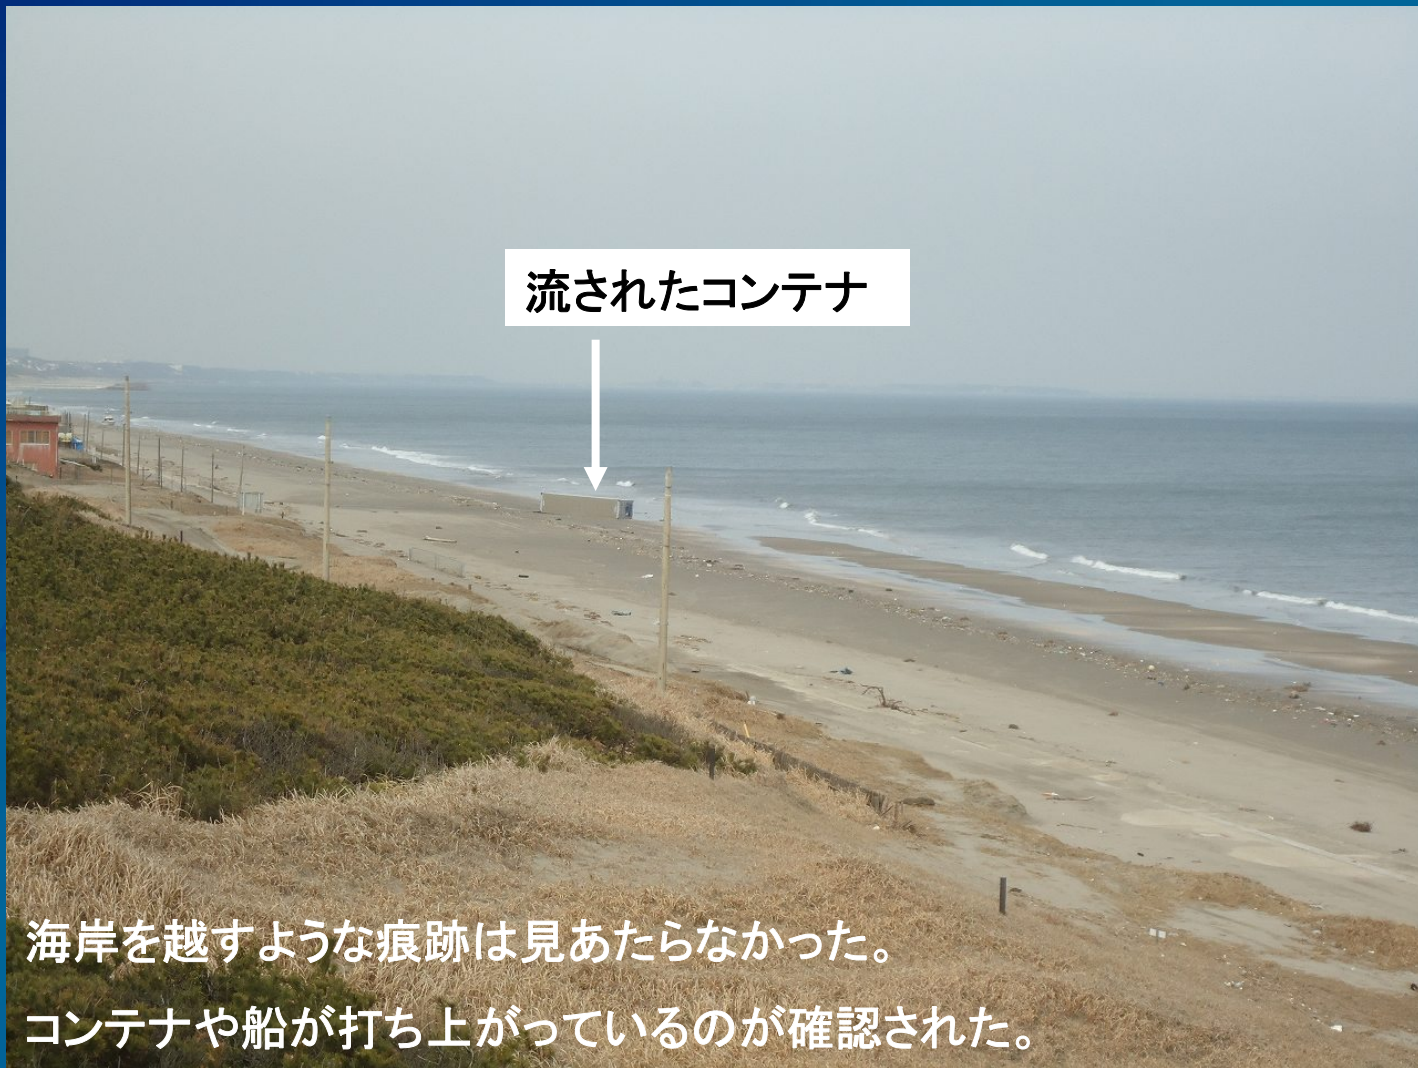 流されたコンテナ
海岸を越すような痕跡は見あたらなかった。
コンテナや船が打ち上がっているのが確認された。